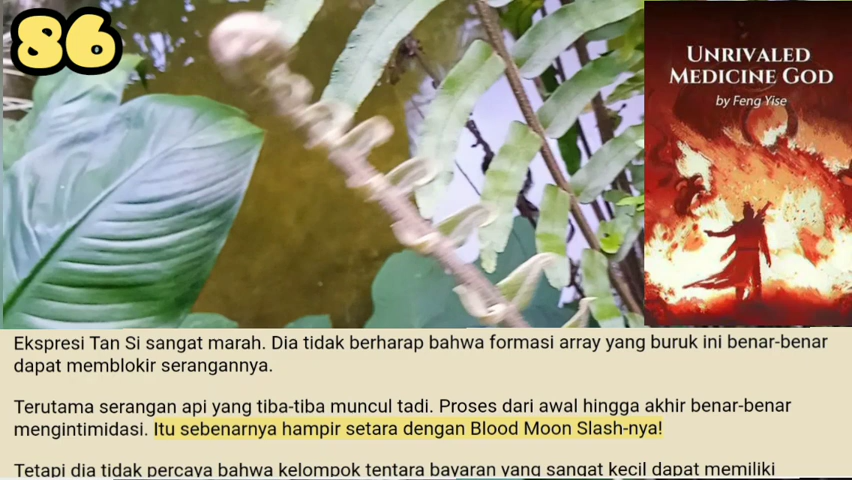 86
UNRIVALED
MEDICINE GOD
by Feng Yise
Ekspresi Tan Si sangat marah. Dia tidak berharap bahwa formasi array yang buruk ini benar-benar
dapat memblokir serangannya.
Terutama serangan api yang tiba-tiba muncul tadi. Proses dari awal hingga akhir benar-benar
mengintimidasi. Itu sebenarnya hampir setara dengan Blood Moon Slash-nya!
Tetapi dia tidak percaya bahwa kelompok tentara bayaran yang sangat kecil dapat memiliki